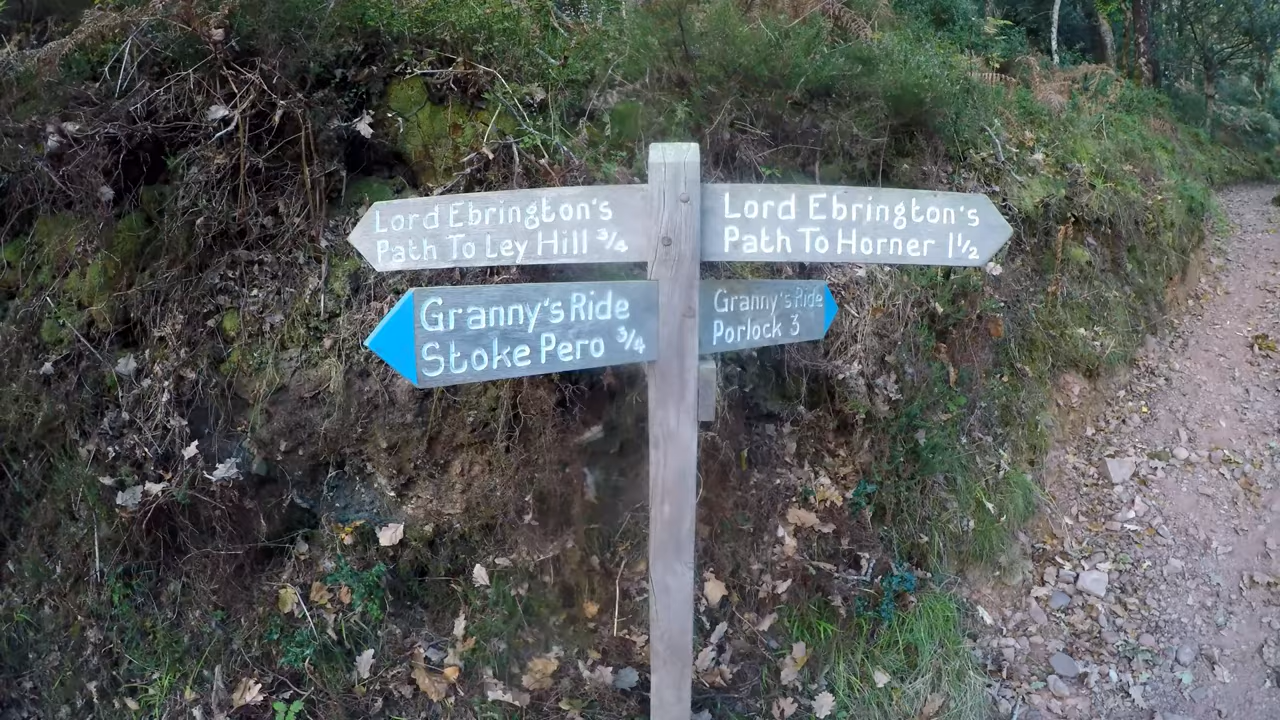 Lord Ebrington's
Path To Ley Hill ¾
Lord Ebrington's
Path To Horner 1½
Granny's Ride
Stoke Pero ¾
Granny's Ride
Porlock 3